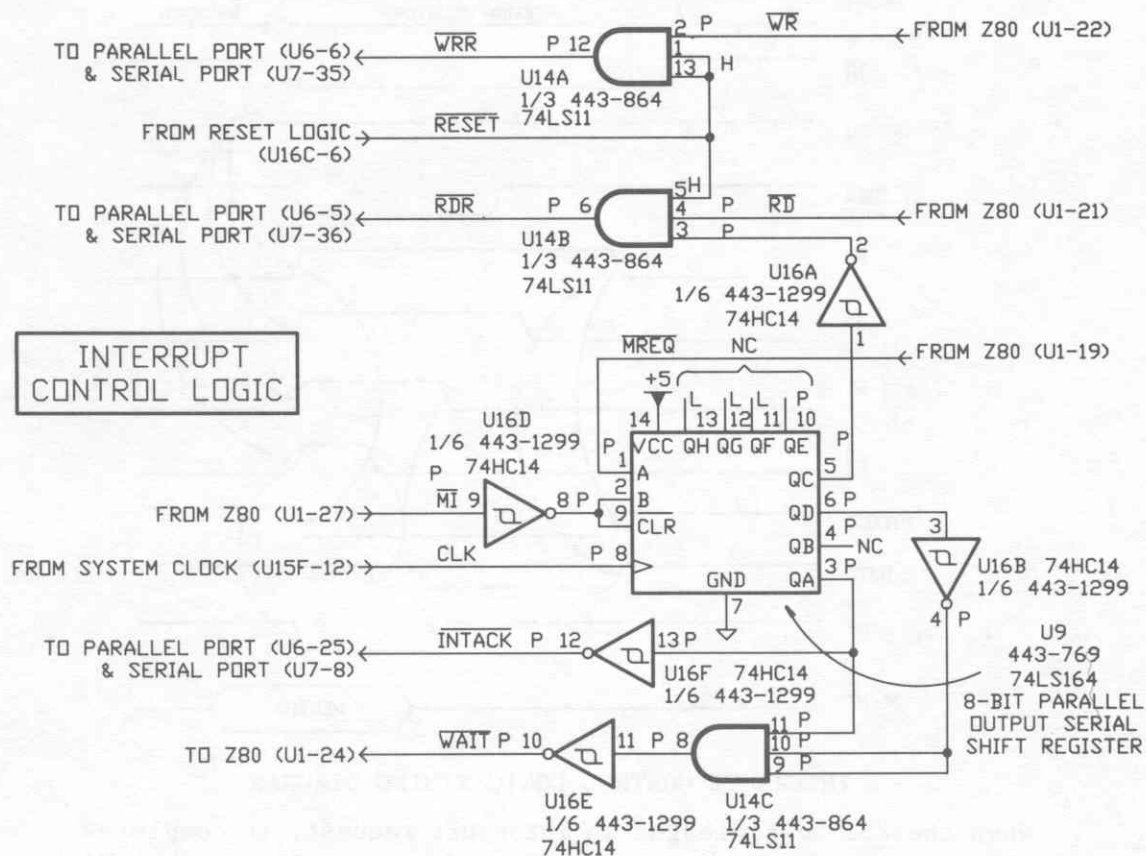 2 P WR FROM Z80 (U1-22)
TO PARALLEL PORT (U6-6) WRR P 12 1
& SERIAL PORT (U7-35) 13 H
U14A
1/3 443-864
74LS11
FROM RESET LOGIC RESET
(U16C-6)
5 H
TO PARALLEL PORT (U6-5) RDR P 6 4 P RD FROM Z80 (U1-21)
& SERIAL PORT (U7-36) 3 P
U14B
1/3 443-864
74LS11
2
U16A
1/6 443-1299
74HC14
1
INTERRUPT
CONTROL LOGIC
MREQ NC FROM Z80 (U1-19)
+5
L L L P
14 13 12 11 10
VCC QH QG QF QE
U16D
1/6 443-1299
P 74HC14
P 1 A
2 B
9 CLR
P
5 QC
6 P QD
4 P QB NC
3 P QA
FROM Z80 (U1-27) MI 9 8 P
FROM SYSTEM CLOCK (U15F-12) CLK P 8
GND
7
3
U16B 74HC14
1/6 443-1299
4 P
TO PARALLEL PORT (U6-25) INTACK P 12 13 P
& SERIAL PORT (U7-8)
U16F 74HC14
1/6 443-1299
U9
443-769
74LS164
8-BIT PARALLEL
OUTPUT SERIAL
SHIFT REGISTER
11 P
TO Z80 (U1-24) WAIT P 10 11 P 8 10 P
9 P
U16E
1/6 443-1299
74HC14
U14C
1/3 443-864
74LS11